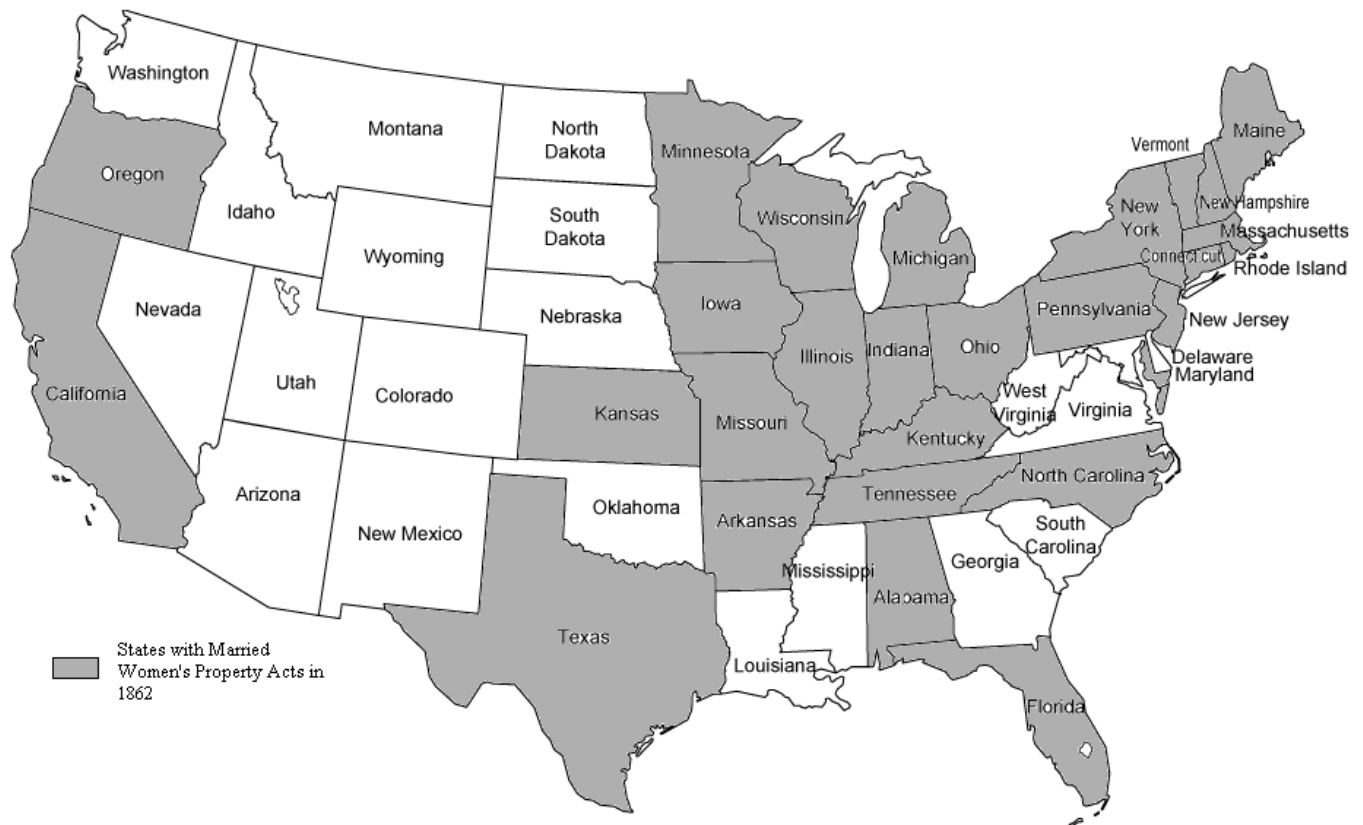 Washington
Montana
North
Dakota
Minnesota
Vermont
Maine
Oregon
Idaho
South
Dakota
Wisconsin
New
York
New Hampshire
Massachusetts
Wyoming
Michigan
Connect cut
Rhode Island
Nevada
Nebraska
Iowa
Pennsylvania
New Jersey
Illinois
Indiana
Ohio
Delaware
Maryland
Utah
Colorado
California
Kansas
Missouri
West
Virginia
Virginia
Kentucky
Arizona
New Mexico
Oklahoma
Arkansas
Tennessee
North Carolina
South
Carolina
Georgia
Mississippi
Alabama
Texas
Louisiana
Florida
States with Married
Women's Property Acts in
1862